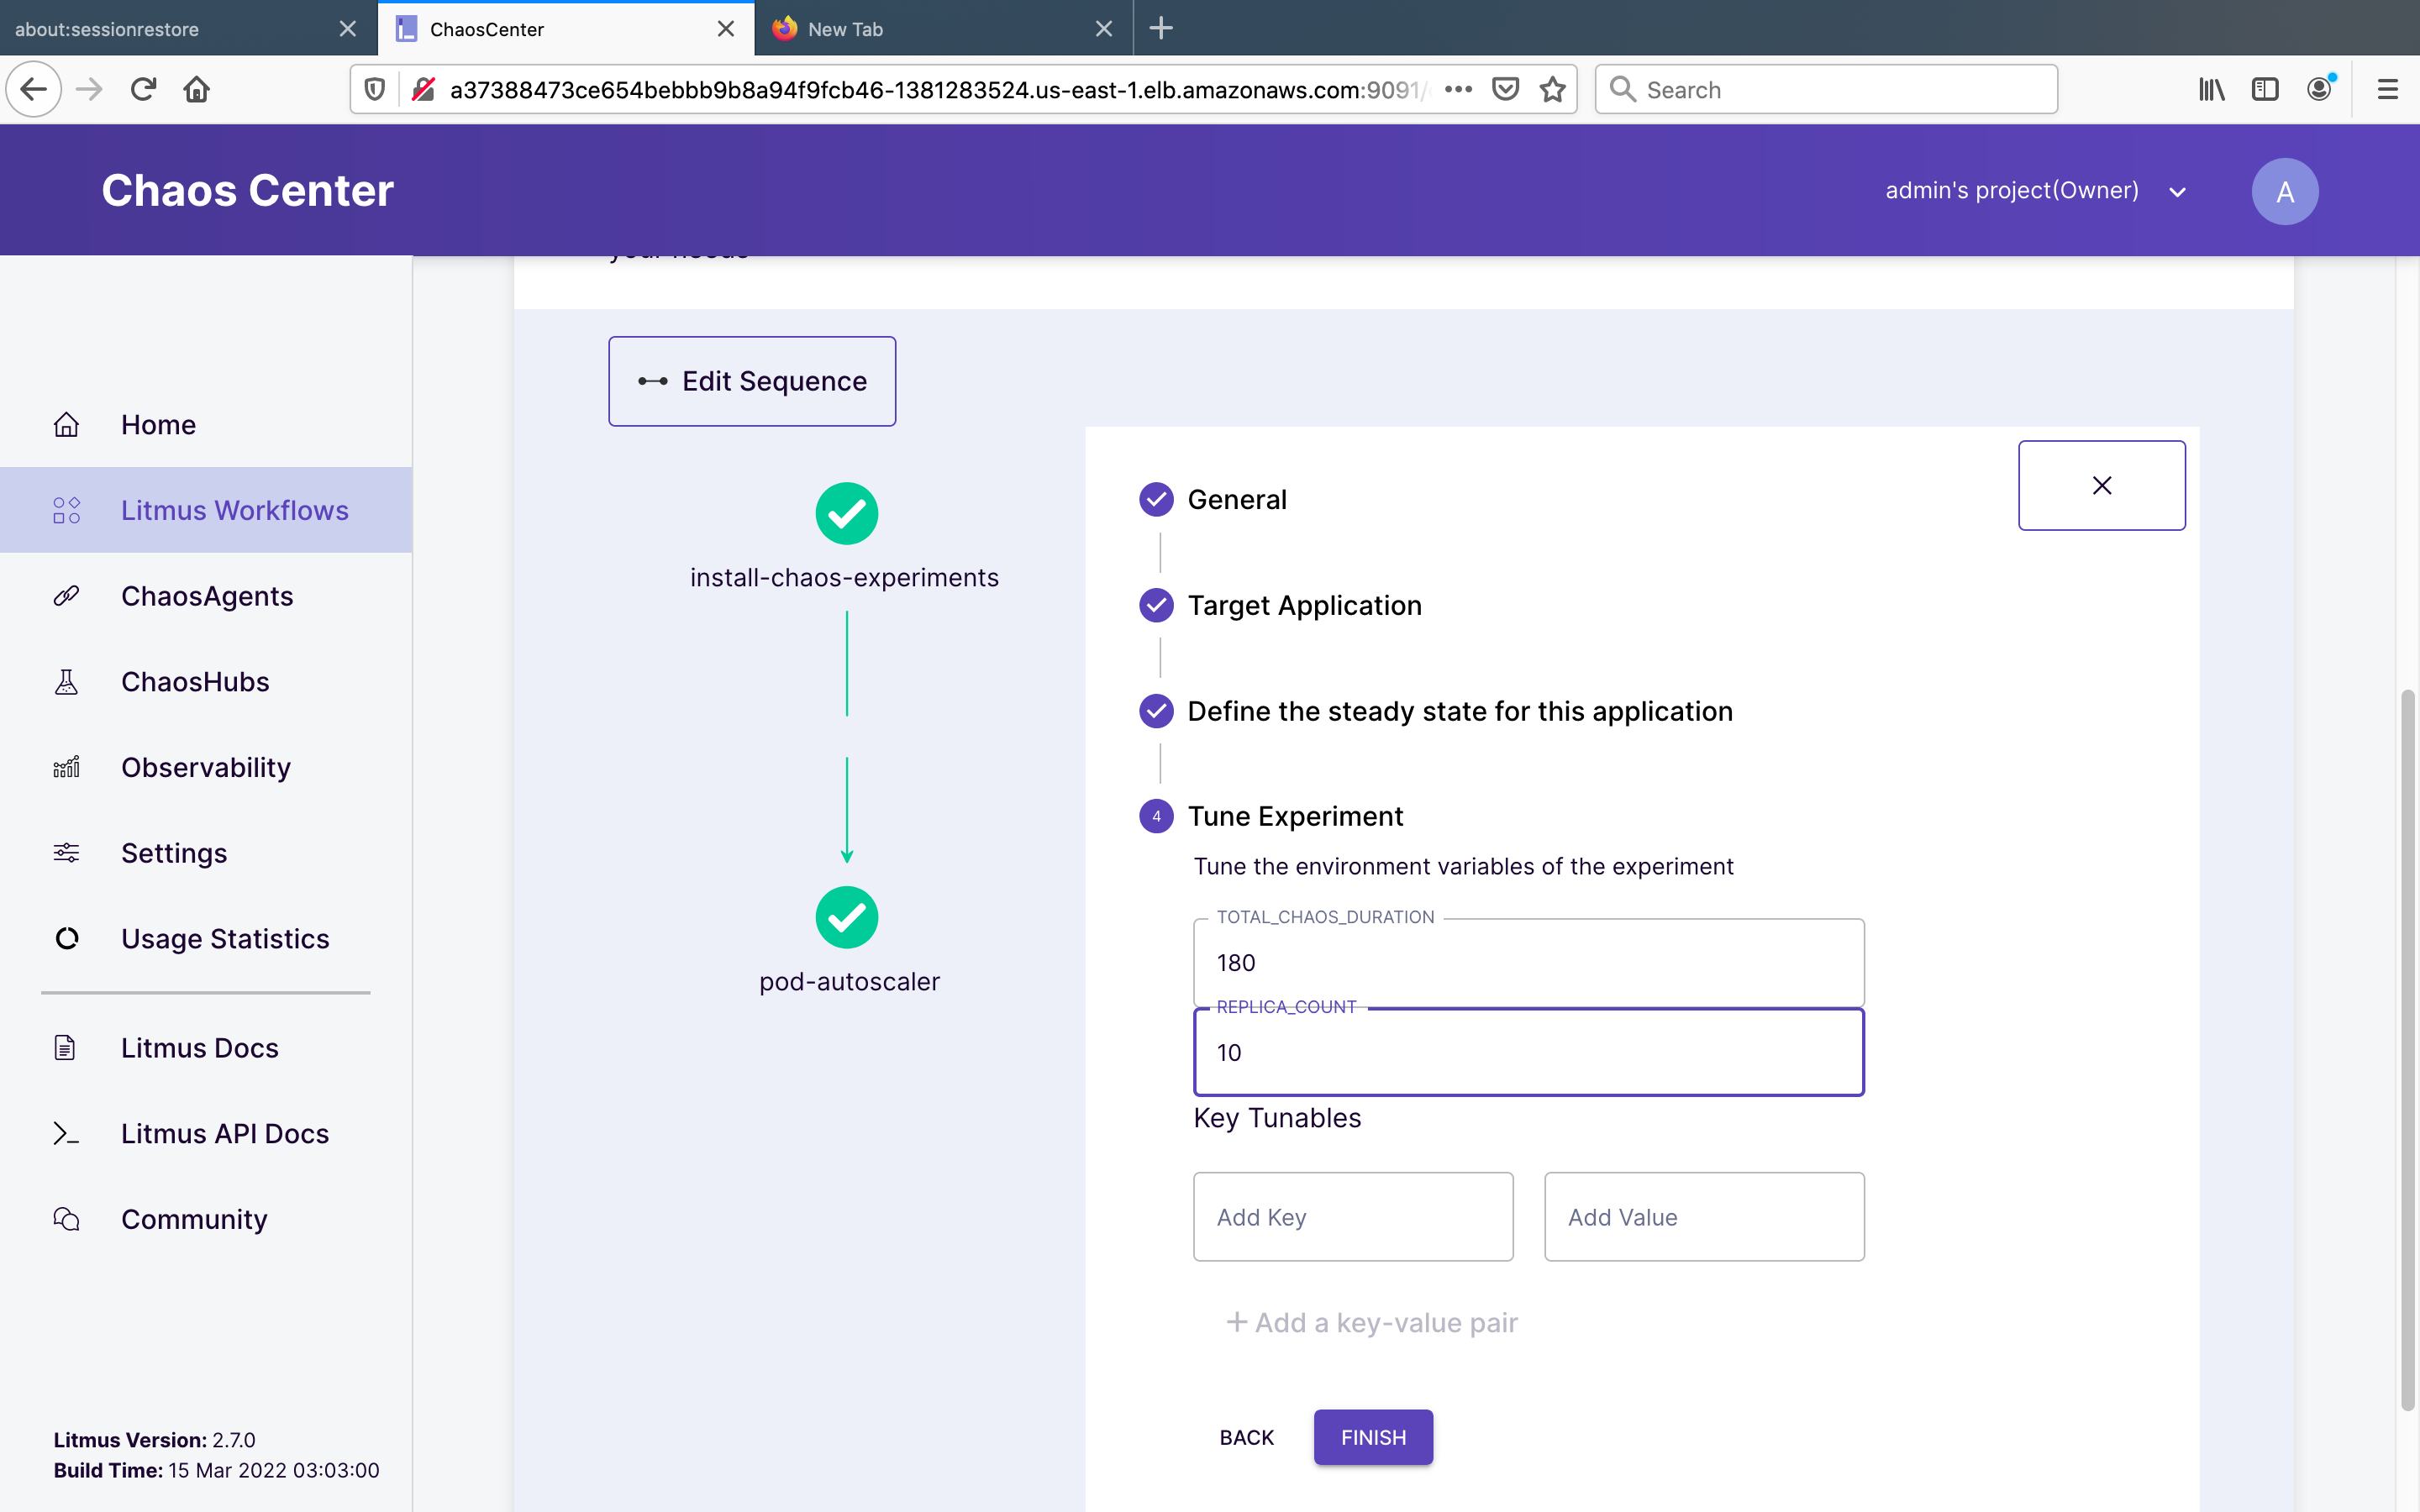 about:sessionrestore
ChaosCenter
New Tab
a37388473ce654bebbb9b8a94f9fcb46-1381283524.us-east-1.elb.amazonaws.com:9091/
Search
Chaos Center
admin's project(Owner)
A
your needs
Home
Litmus Workflows
ChaosAgents
ChaosHubs
Observability
Settings
Usage Statistics
Litmus Docs
Litmus API Docs
Community
Litmus Version: 2.7.0
Build Time: 15 Mar 2022 03:03:00
Edit Sequence
install-chaos-experiments
pod-autoscaler
General
Target Application
Define the steady state for this application
4 Tune Experiment
Tune the environment variables of the experiment
TOTAL_CHAOS_DURATION
180
REPLICA_COUNT
10
Key Tunables
Add Key
Add Value
+ Add a key-value pair
BACK
FINISH